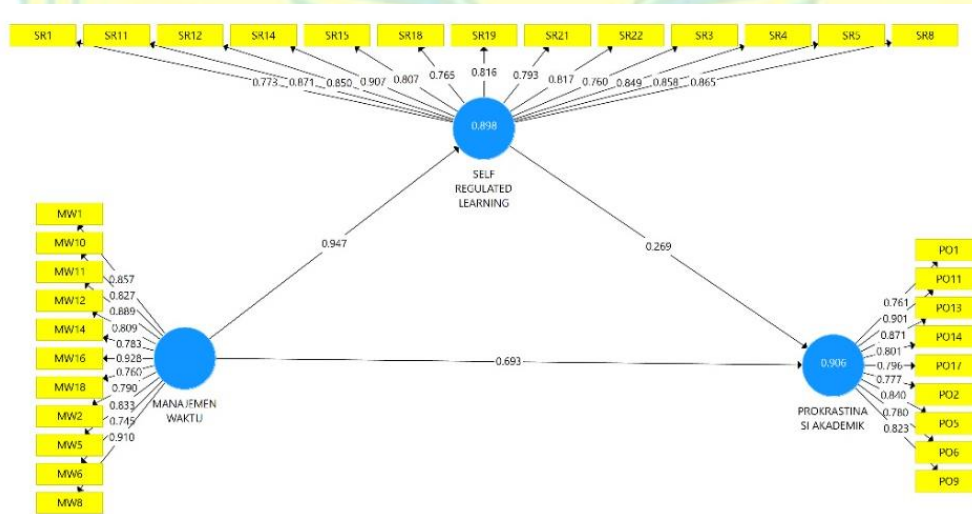 SR1
SR11
SR12
SR14
SR15
SR18
SR19
SR21
SR22
SR3
SR4
SR5
SR8
0.773
0.871
0.850
0.907
0.807
0.765
0.816
0.793
0.817
0.760
0.849
0.858
0.865
0.898
SELF
REGULATED
LEARNING
0.947
0.269
MW1
MW10
MW11
MW12
MW14
MW16
MW18
MW2
MW5
MW6
MW8
0.857
0.827
0.889
0.809
0.783
0.928
0.760
0.790
0.833
0.745
0.910
MANAJEMEN
WAKTU
0.693
0.906
PROKRASTINA
SI AKADEMIK
0.761
0.901
0.871
0.801
0.796
0.777
0.840
0.780
0.823
PO1
PO11
PO13
PO14
PO17
PO2
PO5
PO6
PO9